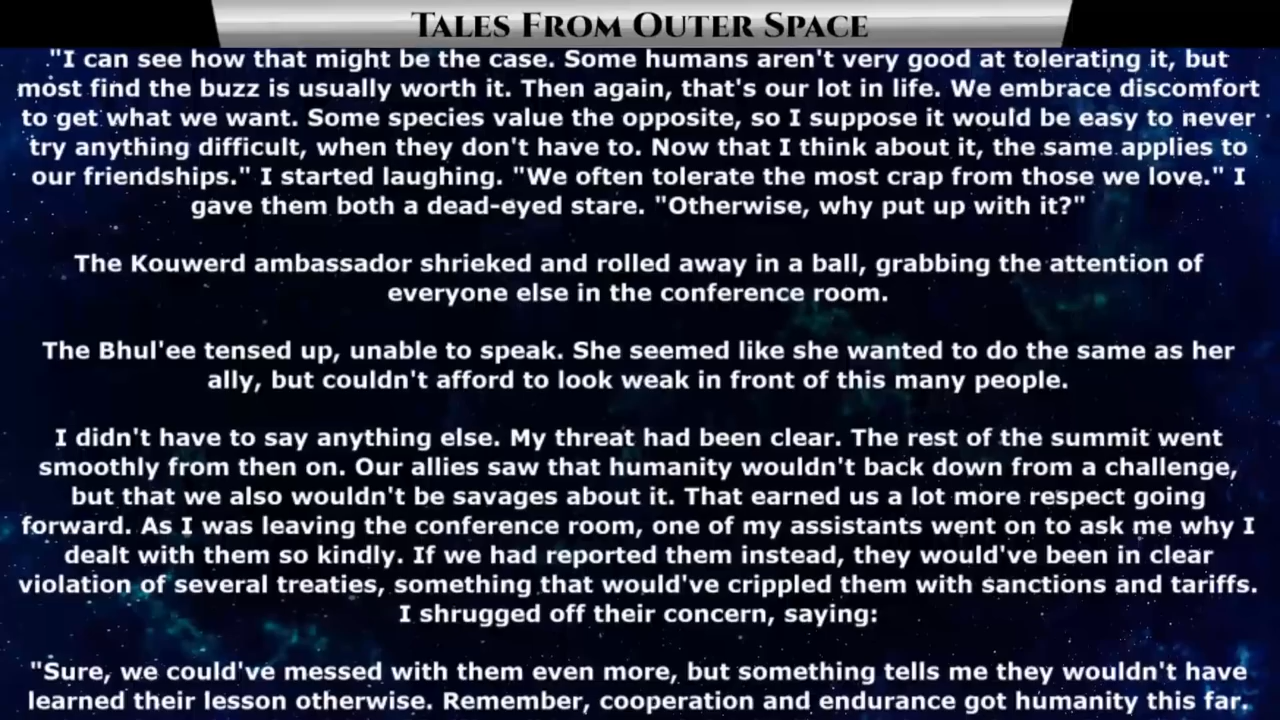 Tales From Outer Space
"I can see how that might be the case. Some humans aren't very good at tolerating it, but
most find the buzz is usually worth it. Then again, that's our lot in life. We embrace discomfort
to get what we want. Some species value the opposite, so I suppose it would be easy to never
try anything difficult, when they don't have to. Now that I think about it, the same applies to
our friendships." I started laughing. "We often tolerate the most crap from those we love." I
gave them both a dead-eyed stare. "Otherwise, why put up with it?"
The Kouwerd ambassador shrieked and rolled away in a ball, grabbing the attention of
everyone else in the conference room.
The Bhul'ee tensed up, unable to speak. She seemed like she wanted to do the same as her
ally, but couldn't afford to look weak in front of this many people.
I didn't have to say anything else. My threat had been clear. The rest of the summit went
smoothly from then on. Our allies saw that humanity wouldn't back down from a challenge,
but that we also wouldn't be savages about it. That earned us a lot more respect going
forward. As I was leaving the conference room, one of my assistants went on to ask me why I
dealt with them so kindly. If we had reported them instead, they would've been in clear
violation of several treaties, something that would've crippled them with sanctions and tariffs.
I shrugged off their concern, saying:
"Sure, we could've messed with them even more, but something tells me they wouldn't have
learned their lesson otherwise. Remember, cooperation and endurance got humanity this far.